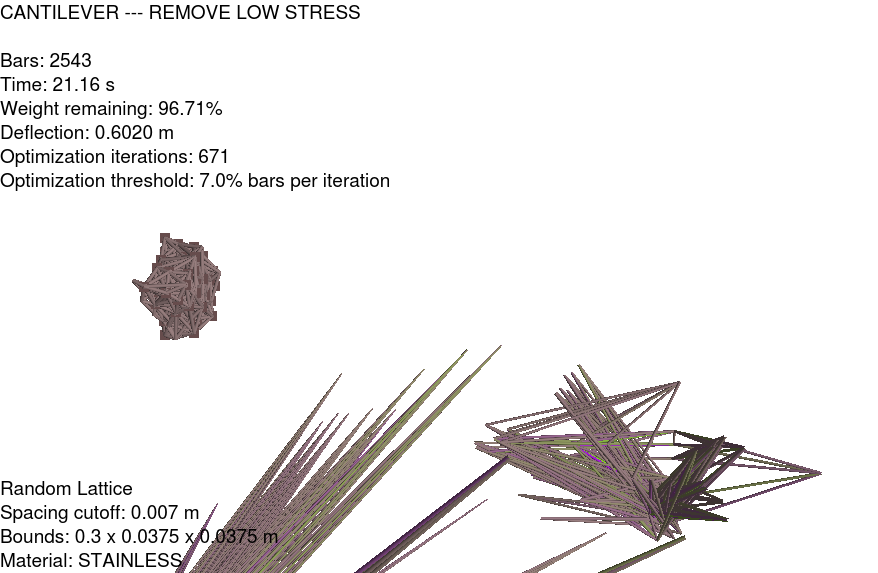 CANTILEVER --- REMOVE LOW STRESS
Bars: 2543
Time: 21.16 s
Weight remaining: 96.71%
Deflection: 0.6020 m
Optimization iterations: 671
Optimization threshold: 7.0% bars per iteration
Random Lattice
Spacing cutoff: 0.007 m
Bounds: 0.3 x 0.0375 x 0.0375 m
Material: STAINLESS